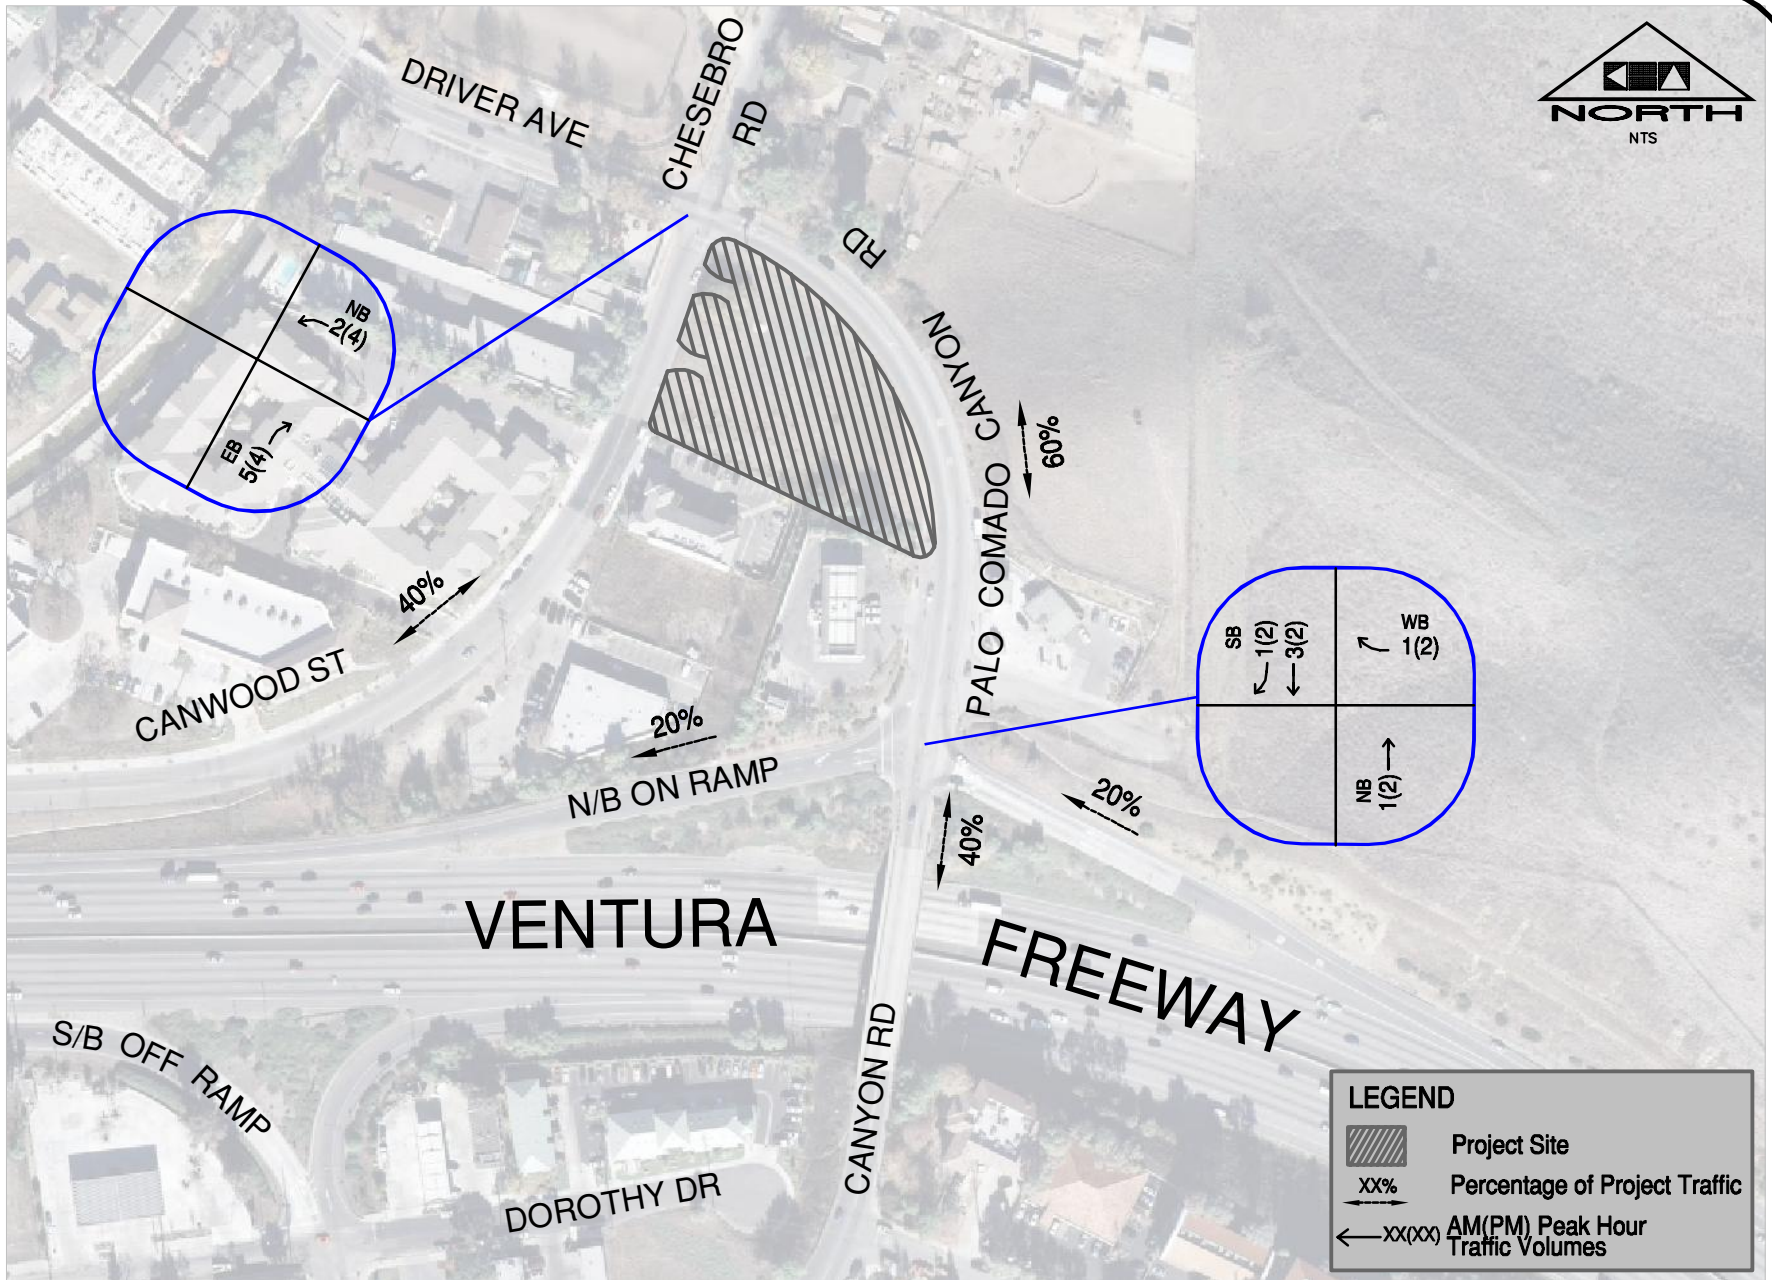 DRIVER AVE
CHESEBRO
RD
NORTH
NTS
RD
CANYON
COMADO
PALO
60%
NB
2(4)
EB
5(4)
40%
CANWOOD ST
20%
N/B ON RAMP
SB
1(2)
3(2)
WB
1(2)
NB
1(2)
20%
40%
VENTURA
FREEWAY
S/B OFF RAMP
CANYON RD
DOROTHY DR
LEGEND
Project Site
XX%
Percentage of Project Traffic
XX(XX)
AM(PM) Peak Hour
Traffic Volumes